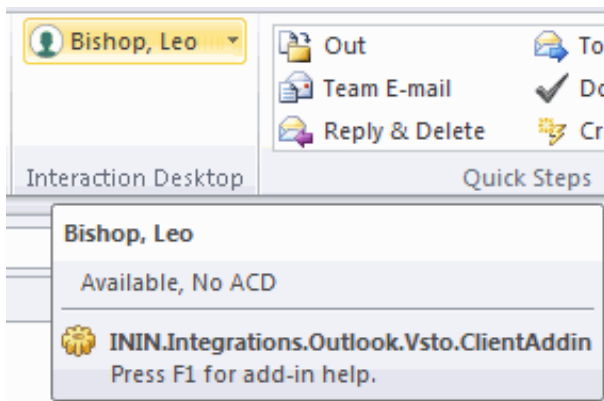 Bishop, Leo
Out
To
Team E-mail
Do
Reply & Delete
Cr
Interaction Desktop
Quick Steps
Bishop, Leo
Available, No ACD
ININ.Integrations.Outlook.Vsto.ClientAddin
Press F1 for add-in help.